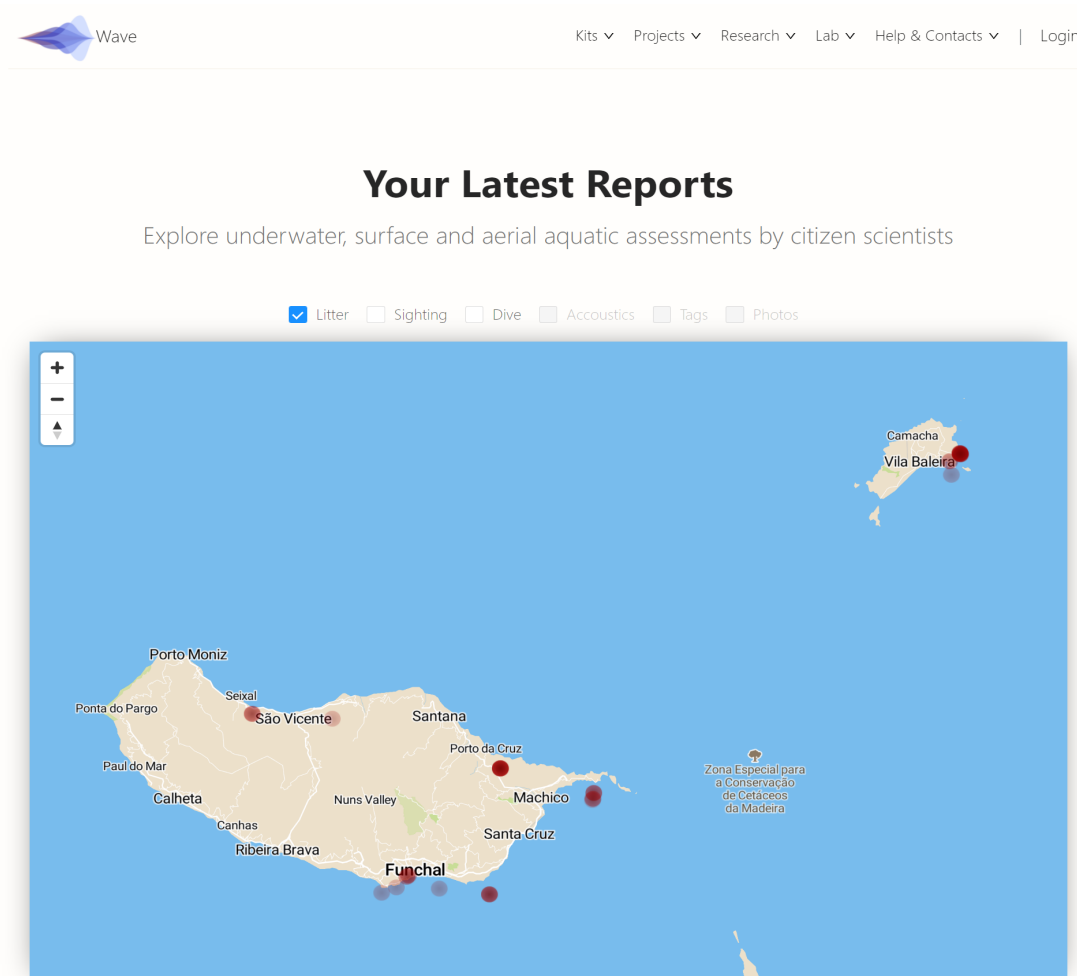 Wave
Kits Projects Research Lab Help & Contacts | Login
Your Latest Reports
Explore underwater, surface and aerial aquatic assessments by citizen scientists
Litter Sighting Dive Accoustics Tags Photos
Camacha
Vila Baleira
Porto Moniz
Seixal
Ponta do Pargo
São Vicente
Santana
Porto da Cruz
Paul do Mar
Zona Especial para
a Conservação
de Cetáceos
da Madeira
Calheta
Nuns Valley
Machico
Canhas
Santa Cruz
Ribeira Brava
Funchal